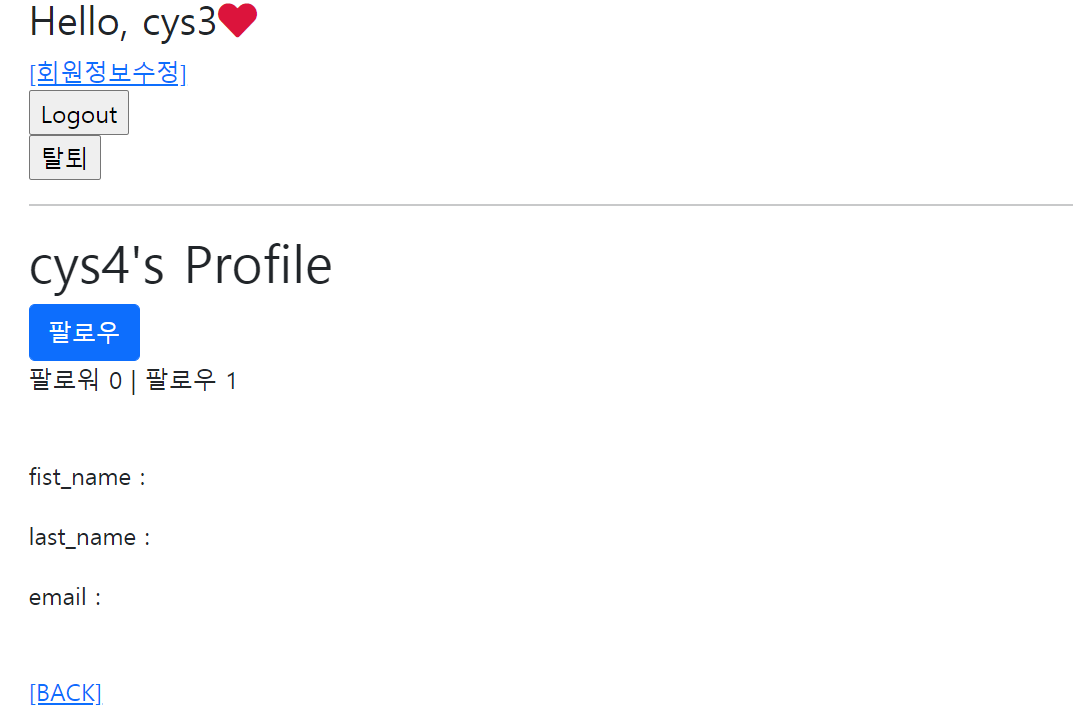 Hello, cys3
[회원정보수정]
Logout
탈퇴
cys4's Profile
팔로우
팔로워 0 | 팔로우 1
fist_name :
last_name :
email :
[BACK]